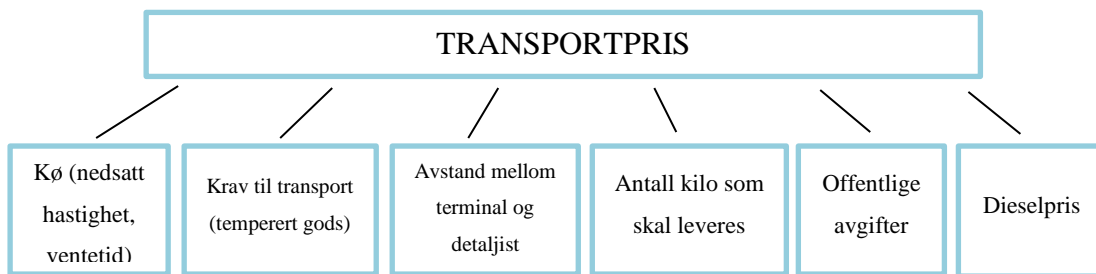 TRANSPORTPRIS
Kø (nedsatt
hastighet,
ventetid)
Krav til transport
(temperert gods)
Avstand mellom
terminal og
detaljist
Antall kilo som
skal leveres
Offentlige
avgifter
Dieselpris